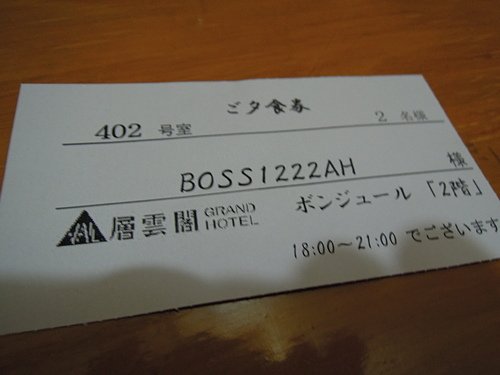 ご夕食券
402 号室 2 名様
BOSS1222AH 様
層雲閣 GRAND HOTEL ボンジュール 「2階」
18:00～21:00 でございます